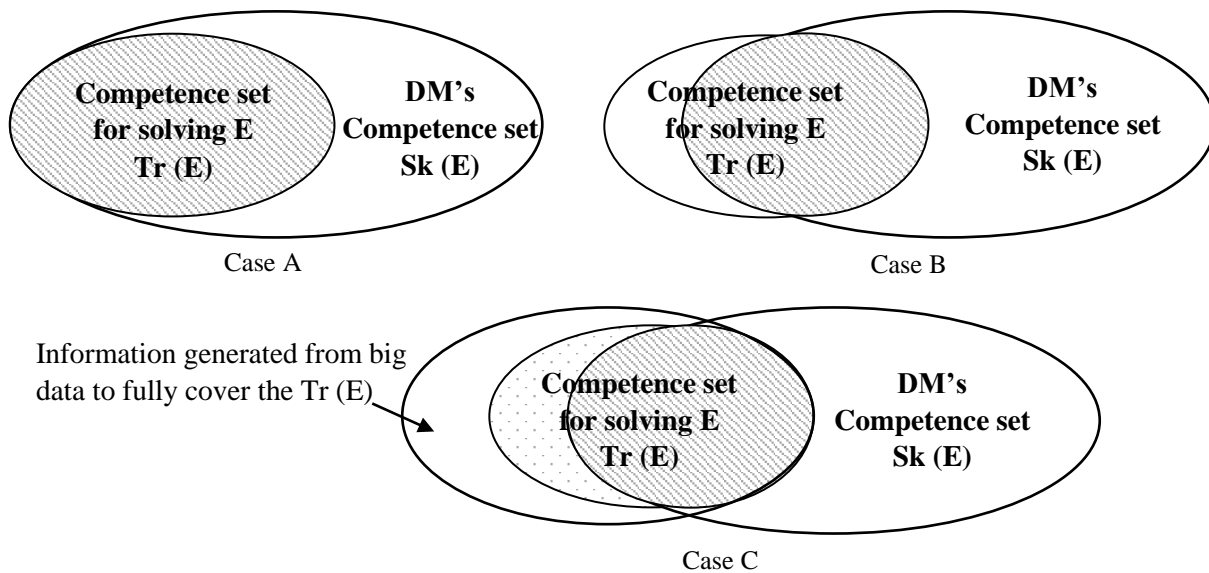 Competence set
for solving E
Tr (E)
DM’s
Competence set
Sk (E)
Case A
Competence set
for solving E
Tr (E)
DM’s
Competence set
Sk (E)
Case B
Information generated from big
data to fully cover the Tr (E)
Competence set
for solving E
Tr (E)
DM’s
Competence set
Sk (E)
Case C